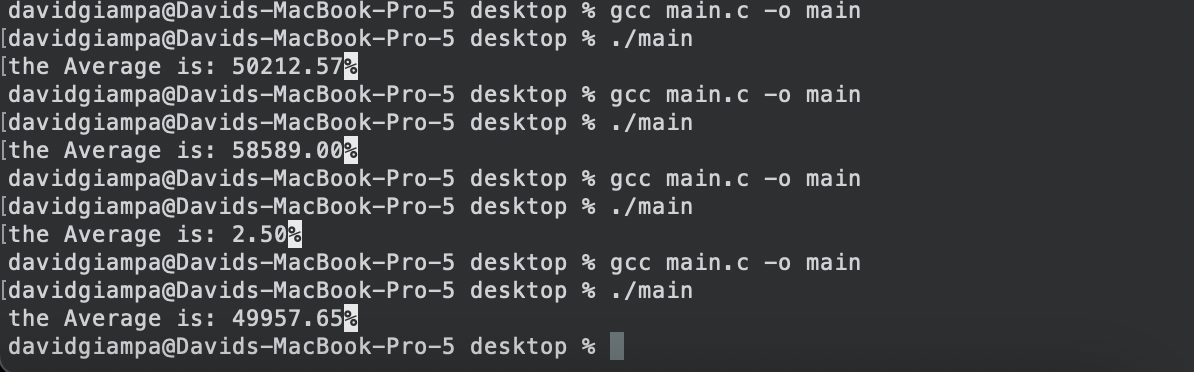 davidgiampa@Davids-MacBook-Pro-5 desktop % gcc main.c -o main
[davidgiampa@Davids-MacBook-Pro-5 desktop % ./main
[the Average is: 50212.57%
davidgiampa@Davids-MacBook-Pro-5 desktop % gcc main.c -o main
[davidgiampa@Davids-MacBook-Pro-5 desktop % ./main
[the Average is: 58589.00%
davidgiampa@Davids-MacBook-Pro-5 desktop % gcc main.c -o main
[davidgiampa@Davids-MacBook-Pro-5 desktop % ./main
[the Average is: 2.50%
davidgiampa@Davids-MacBook-Pro-5 desktop % gcc main.c -o main
[davidgiampa@Davids-MacBook-Pro-5 desktop % ./main
the Average is: 49957.65%
davidgiampa@Davids-MacBook-Pro-5 desktop %